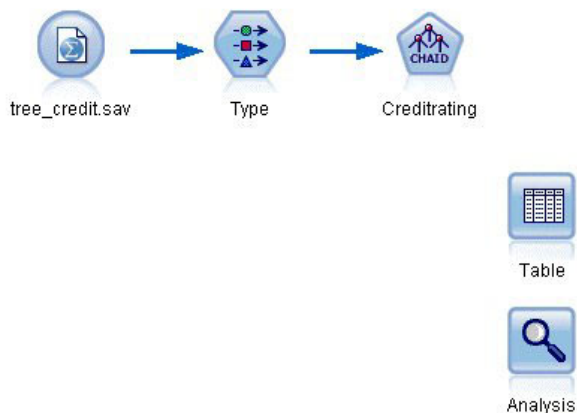 CHAID
tree_credit.sav
Type
Creditrating
Table
Analysis